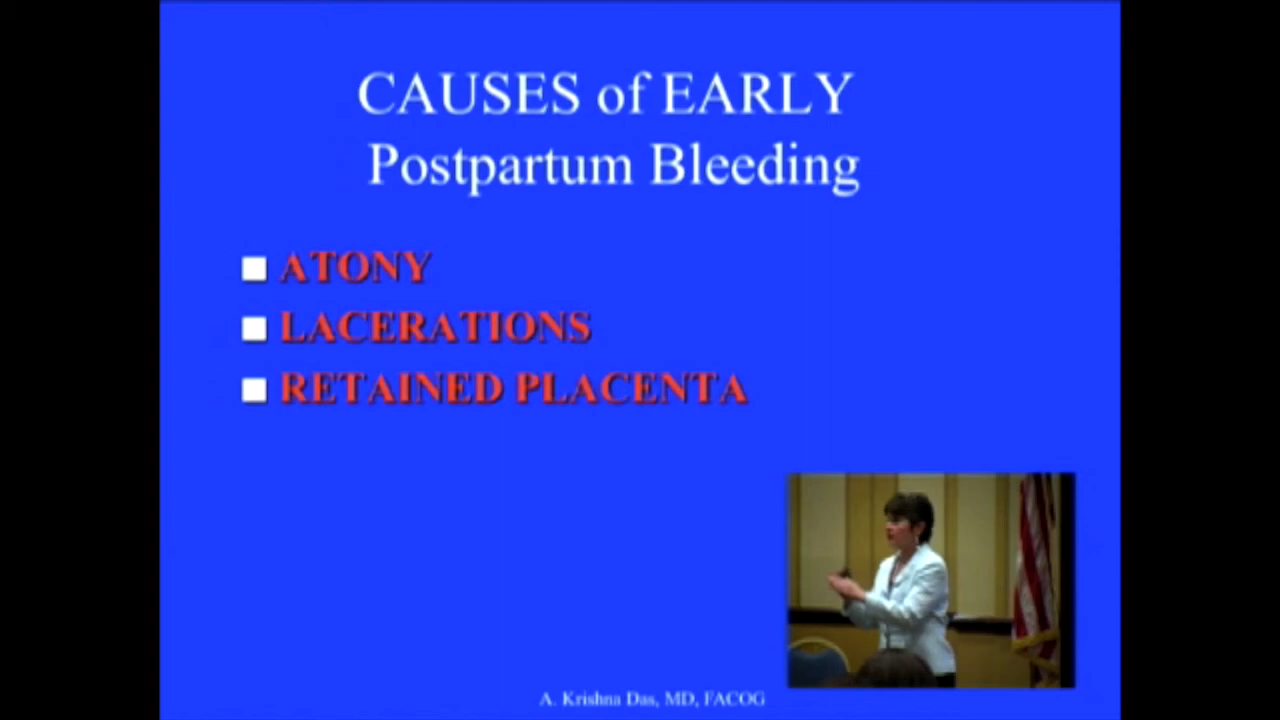 CAUSES of EARLY
Postpartum Bleeding
ATONY
LACERATIONS
RETAINED PLACENTA
A. Krishna Das, MD, FACOG